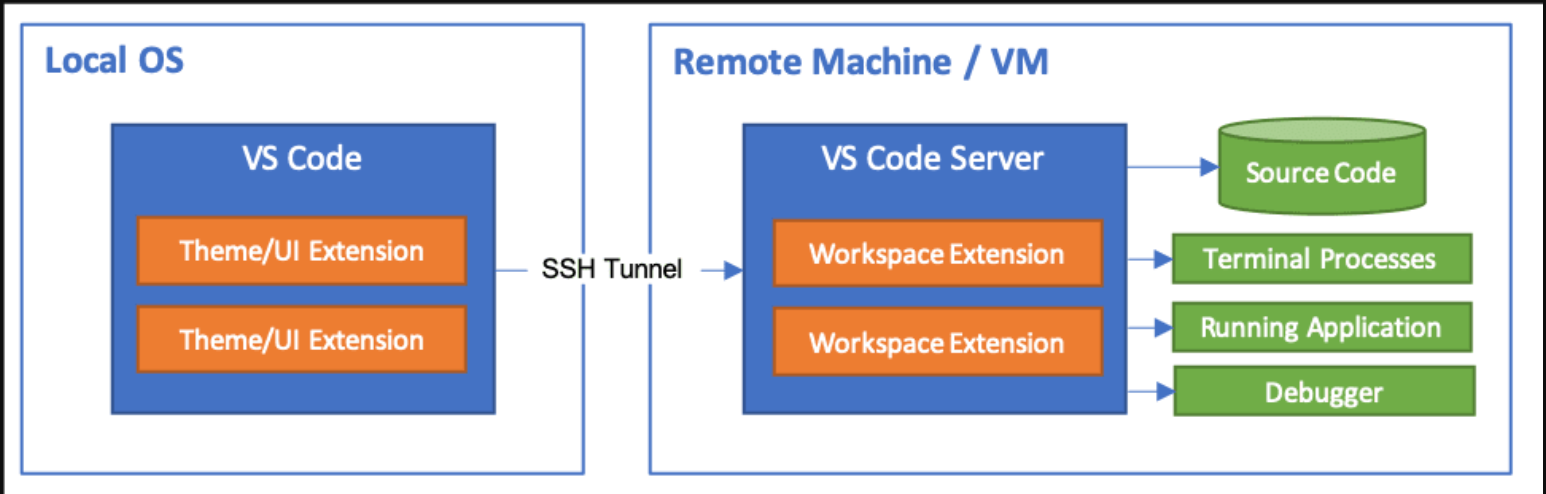 Local OS
VS Code
Theme/UI Extension
Theme/UI Extension
SSH Tunnel
Remote Machine / VM
VS Code Server
Workspace Extension
Workspace Extension
Source Code
Terminal Processes
Running Application
Debugger